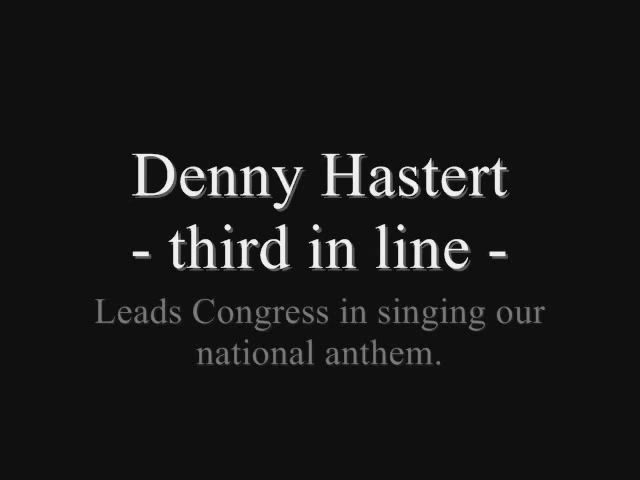 Denny Hastert
- third in line -
Leads Congress in singing our
national anthem.